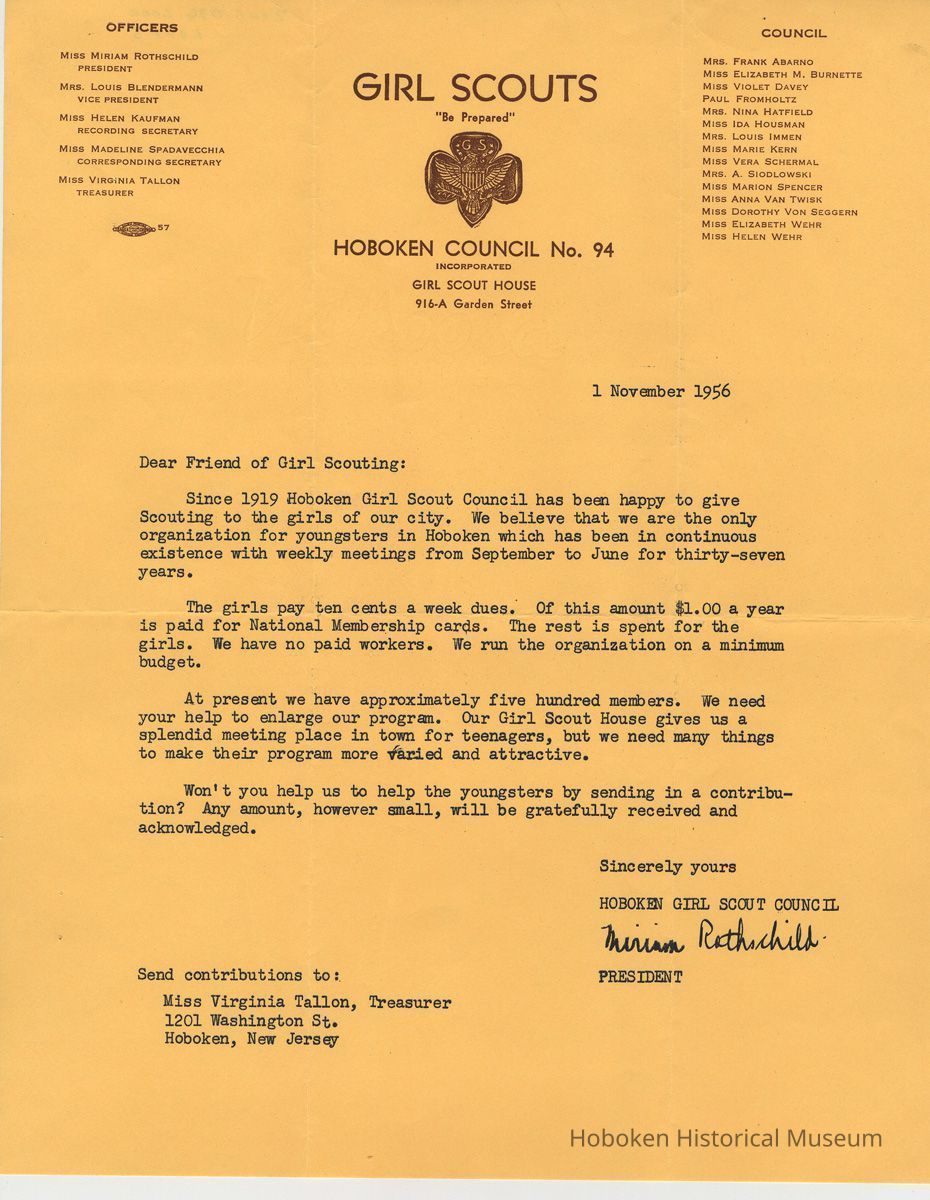 OFFICERS
Miss Miriam Rothschild
PRESIDENT
Mrs. Louis Blendermann
VICE PRESIDENT
Miss Helen Kaufman
RECORDING SECRETARY
Miss Madeline Spadavecchia
CORRESPONDING SECRETARY
Miss Virginia Tallon
TREASURER
57
GIRL SCOUTS
"Be Prepared"
G S
HOBOKEN COUNCIL No. 94
INCORPORATED
GIRL SCOUT HOUSE
916-A Garden Street
COUNCIL
Mrs. Frank Abarno
Miss Elizabeth M. Burnette
Miss Violet Davey
Paul Fromholtz
Mrs. Nina Hatfield
Miss Ida Housman
Mrs. Louis Immen
Miss Marie Kern
Miss Vera Schermal
Mrs. A. Siodlowski
Miss Marion Spencer
Miss Anna Van Twisk
Miss Dorothy Von Seggern
Miss Elizabeth Wehr
Miss Helen Wehr
1 November 1956
Dear Friend of Girl Scouting:
Since 1919 Hoboken Girl Scout Council has been happy to give
Scouting to the girls of our city. We believe that we are the only
organization for youngsters in Hoboken which has been in continuous
existence with weekly meetings from September to June for thirty-seven
years.
The girls pay ten cents a week dues. Of this amount $1.00 a year
is paid for National Membership cards. The rest is spent for the
girls. We have no paid workers. We run the organization on a minimum
budget.
At present we have approximately five hundred members. We need
your help to enlarge our program. Our Girl Scout House gives us a
splendid meeting place in town for teenagers, but we need many things
to make their program more varied and attractive.
Won't you help us to help the youngsters by sending in a contribu-
tion? Any amount, however small, will be gratefully received and
acknowledged.
Sincerely yours
HOBOKEN GIRL SCOUT COUNCIL
Miriam Rothschild
PRESIDENT
Send contributions to:
Miss Virginia Tallon, Treasurer
1201 Washington St.
Hoboken, New Jersey
Hoboken Historical Museum